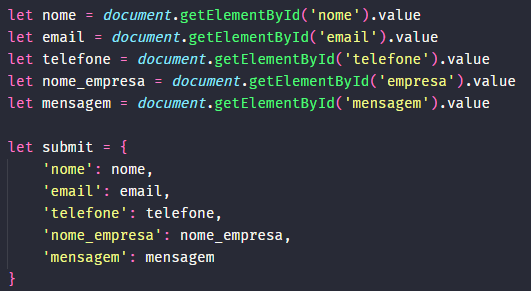 let nome = document.getElementById('nome').value
let email = document.getElementById('email').value
let telefone = document.getElementById('telefone').value
let nome_empresa = document.getElementById('empresa').value
let mensagem = document.getElementById('mensagem').value

let submit = {
    'nome': nome,
    'email': email,
    'telefone': telefone,
    'nome_empresa': nome_empresa,
    'mensagem': mensagem
}